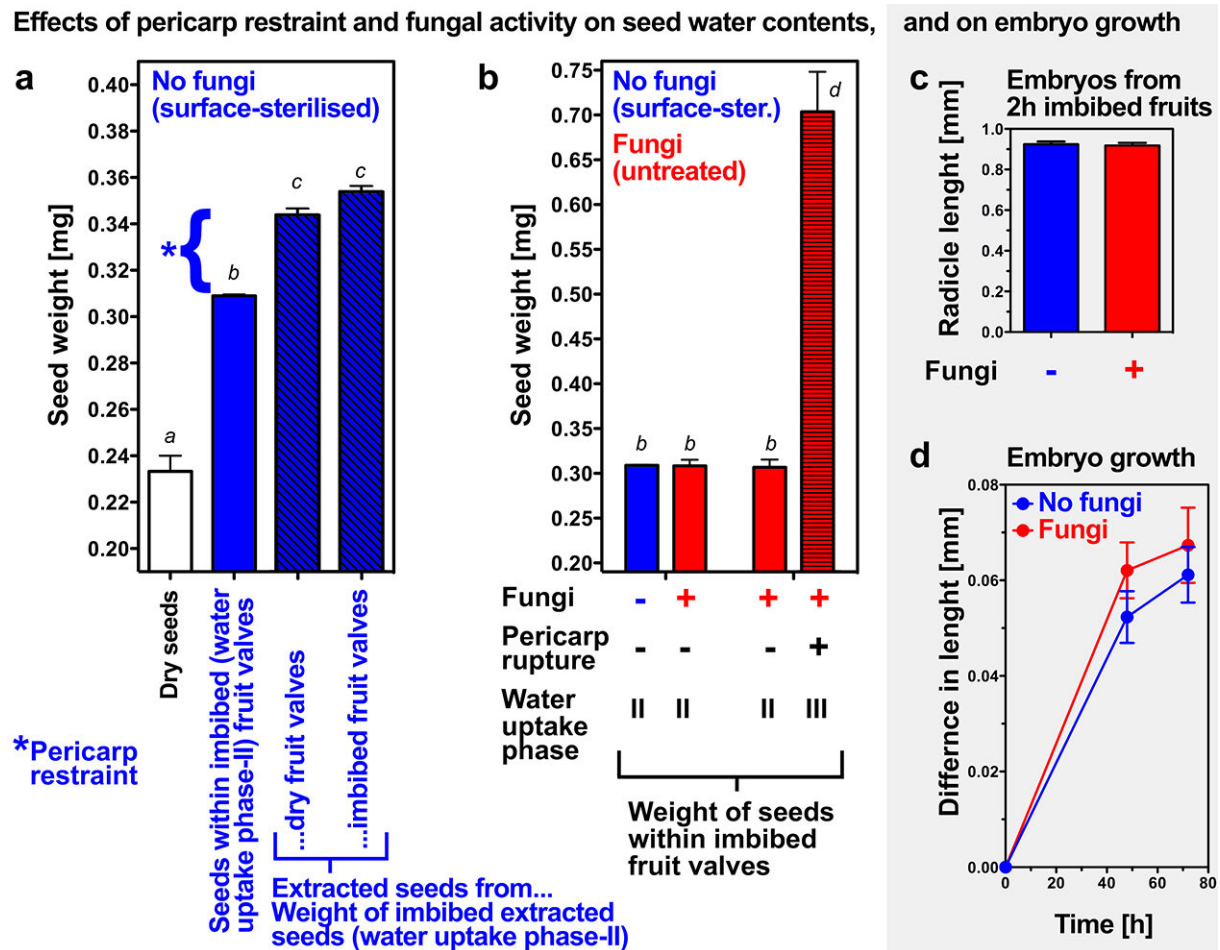 Effects of pericarp restraint and fungal activity on seed water contents, and on embryo growth
a
No fungi
(surface-sterilised)
Seed weight [mg]
0.40
0.38
0.36
0.34
0.32
0.30
0.28
0.26
0.24
0.22
0.20
*{
a
b
c
c
Dry seeds
Seeds within imbibed (water
uptake phase-II) fruit valves
...dry fruit valves
...imbibed fruit valves
Extracted seeds from...
Weight of imbibed extracted
seeds (water uptake phase-II)
*Pericarp
restraint
b
No fungi
(surface-ster.)
Fungi
(untreated)
Seed weight [mg]
0.75
0.70
0.65
0.60
0.55
0.50
0.45
0.40
0.35
0.30
0.25
0.20
b
b
b
d
Fungi - + + +
Pericarp
rupture - - - +
Water
uptake
phase II II II III
Weight of seeds
within imbibed
fruit valves
c
Embryos from
2h imbibed fruits
Radicle lenght [mm]
1.0
0.8
0.6
0.4
0.2
0.0
Fungi - +
d
Embryo growth
No fungi
Fungi
Differnce in lenght [mm]
0.08
0.06
0.04
0.02
0.00
0 20 40 60 80
Time [h]